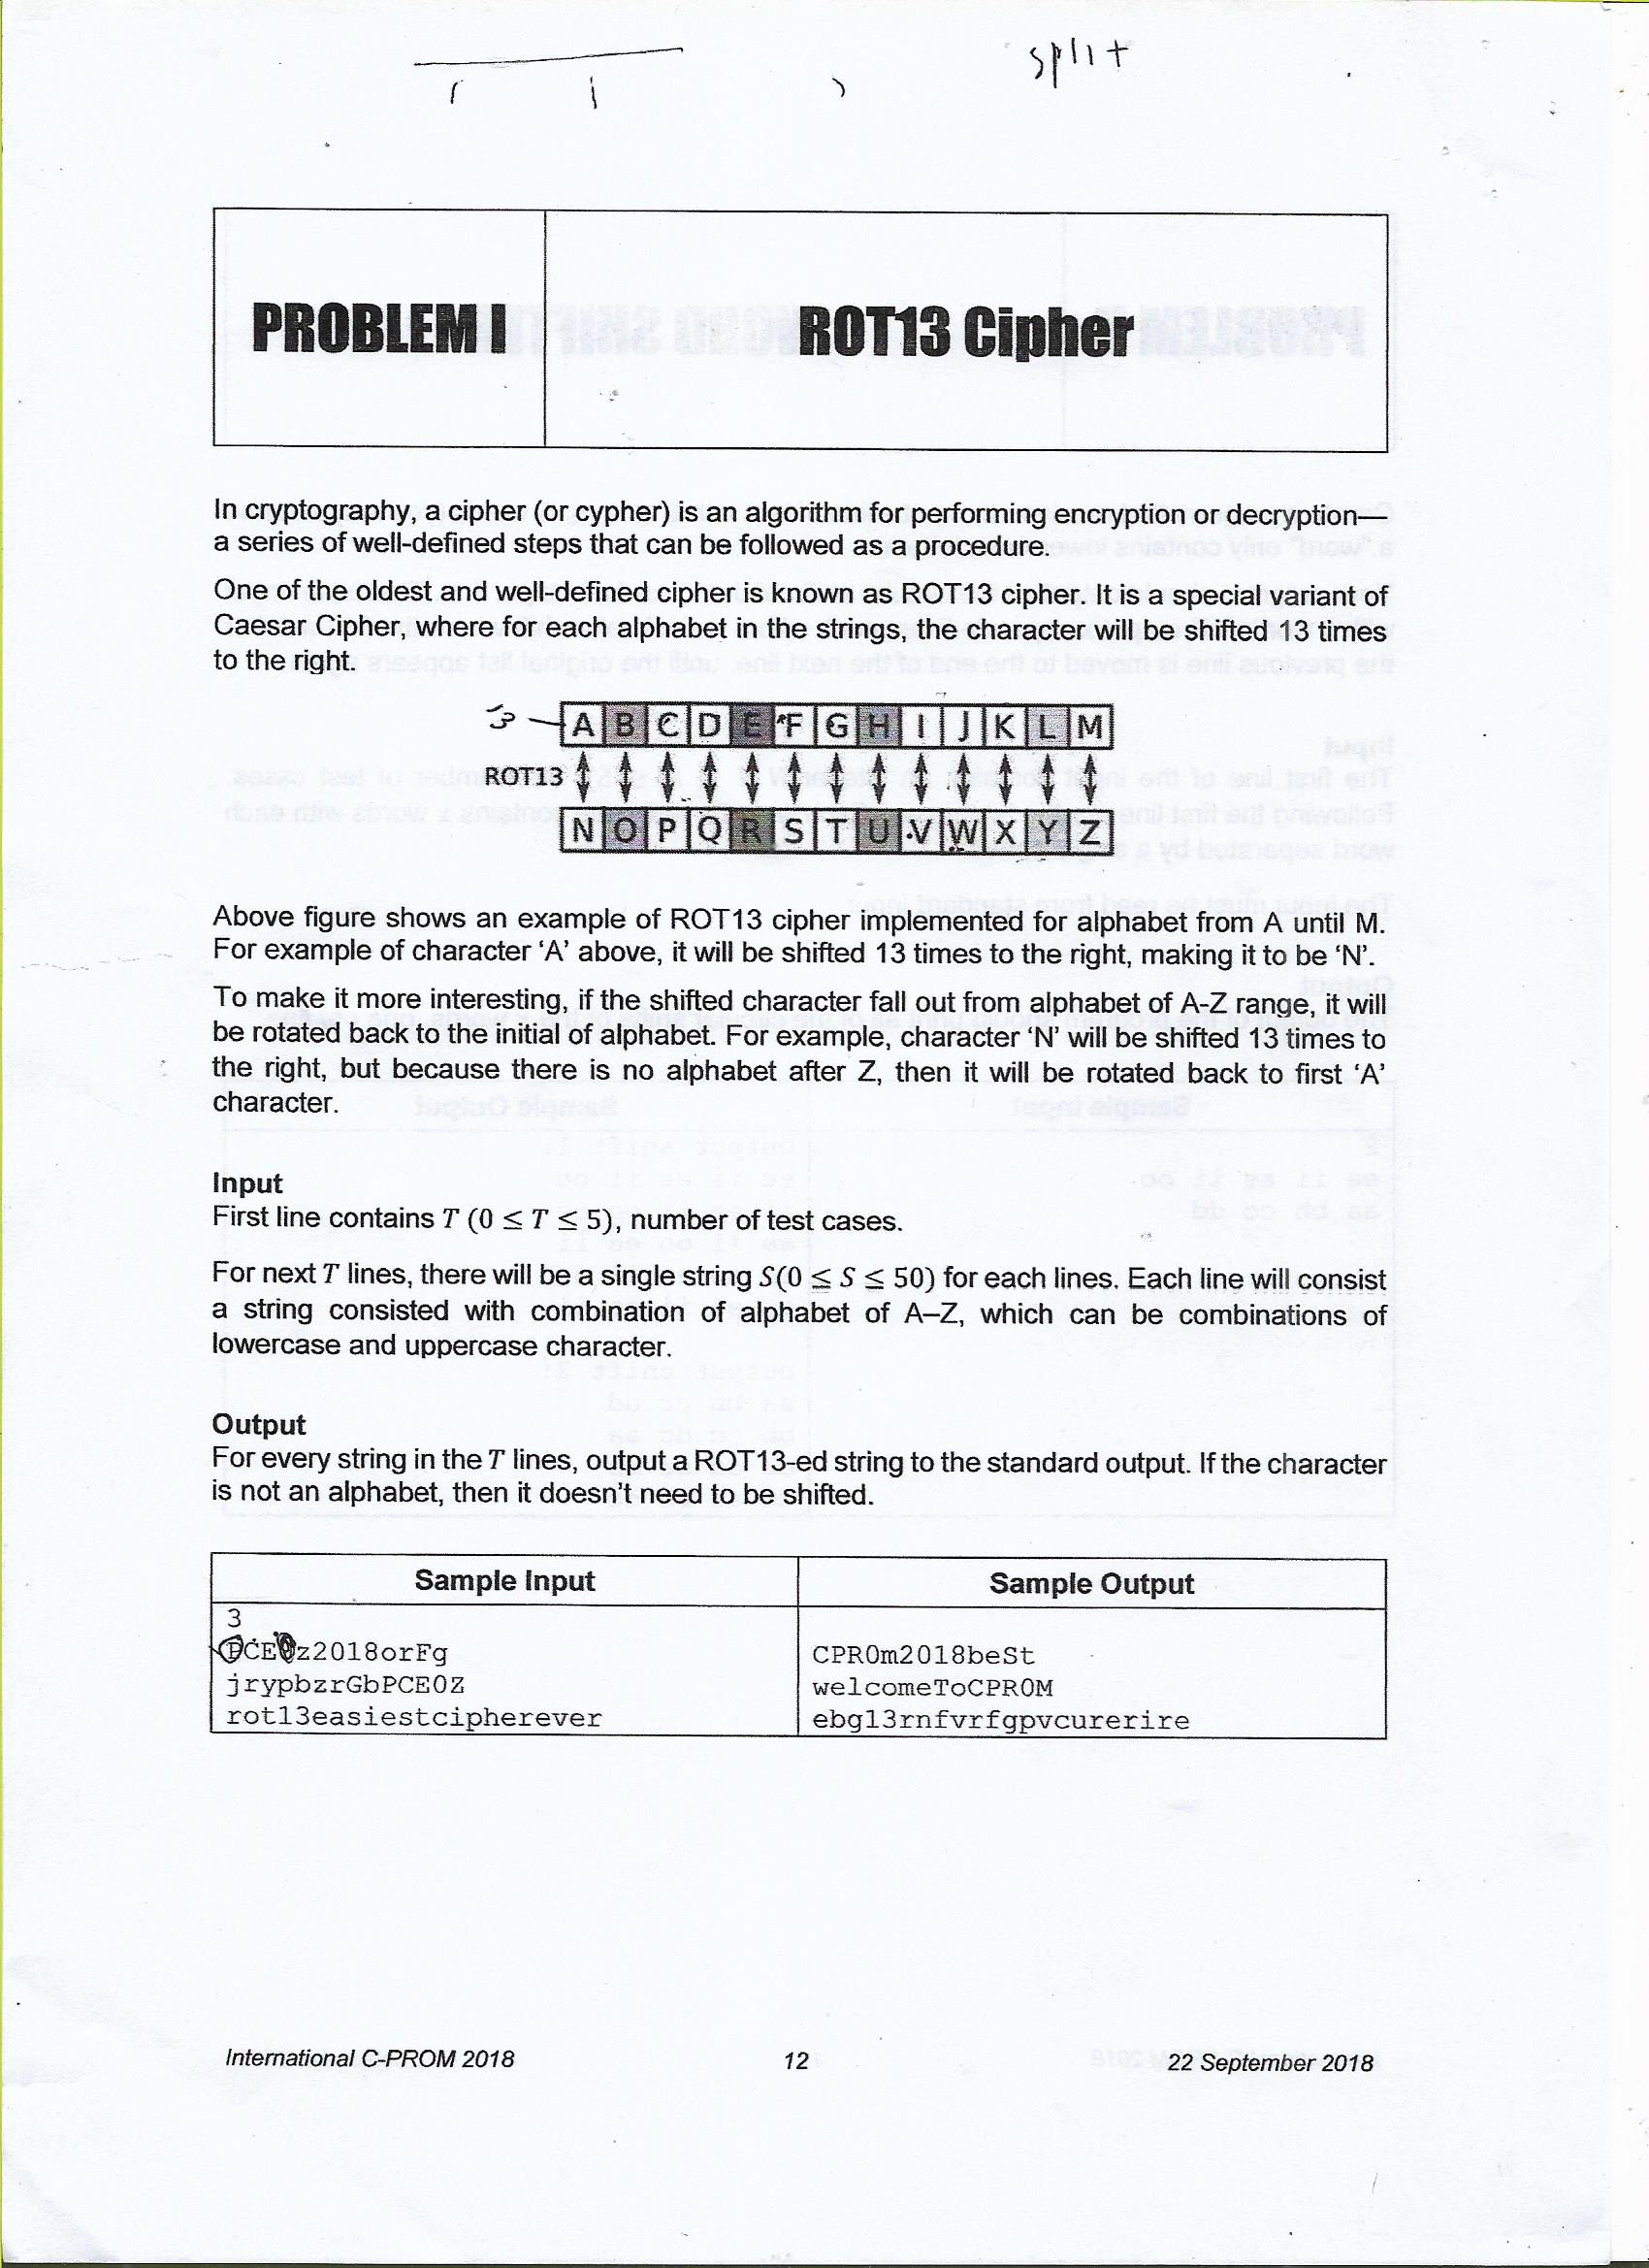 split
PROBLEM I
ROT13 Cipher
In cryptography, a cipher (or cypher) is an algorithm for performing encryption or decryption—
a series of well-defined steps that can be followed as a procedure.
One of the oldest and well-defined cipher is known as ROT13 cipher. It is a special variant of
Caesar Cipher, where for each alphabet in the strings, the character will be shifted 13 times
to the right.
A B C D E F G H I J K L M
ROT13
N O P Q R S T U V W X Y Z
Above figure shows an example of ROT13 cipher implemented for alphabet from A until M.
For example of character ‘A’ above, it will be shifted 13 times to the right, making it to be ‘N’.
To make it more interesting, if the shifted character fall out from alphabet of A-Z range, it will
be rotated back to the initial of alphabet. For example, character ‘N’ will be shifted 13 times to
the right, but because there is no alphabet after Z, then it will be rotated back to first ‘A’
character.
Input
First line contains T (0 ≤ T ≤ 5), number of test cases.
For next T lines, there will be a single string S(0 ≤ S ≤ 50) for each lines. Each line will consist
a string consisted with combination of alphabet of A–Z, which can be combinations of
lowercase and uppercase character.
Output
For every string in the T lines, output a ROT13-ed string to the standard output. If the character
is not an alphabet, then it doesn’t need to be shifted.
Sample Input Sample Output
3
PCE0z2018orFg CPR0m2018beSt
jrypbzrGbPCE0Z welcomeToCPR0M
rot13easiestcipherever ebg13rnfvrfgpvcurerire
International C-PROM 2018 12 22 September 2018